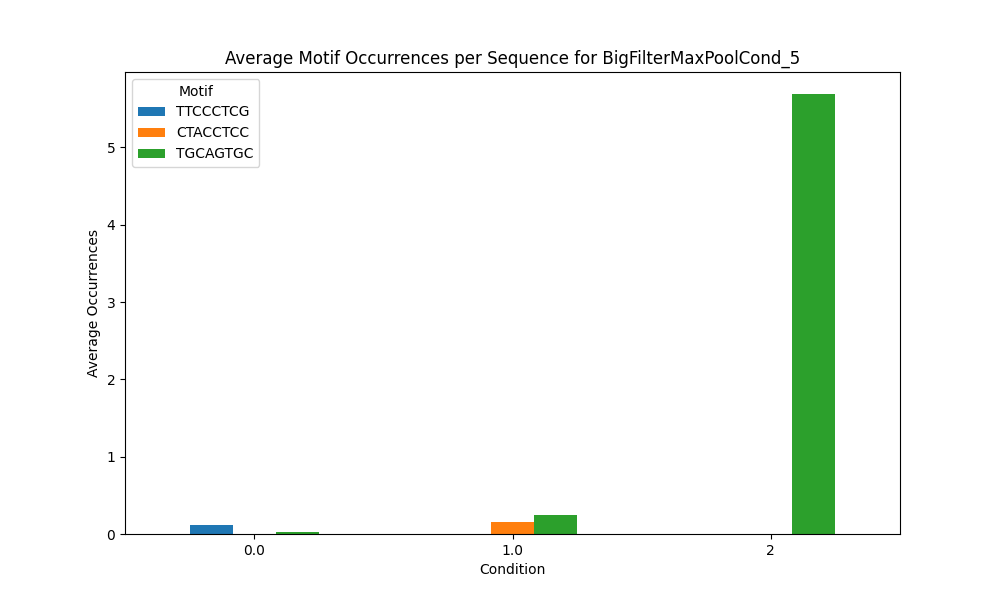 Average Motif Occurrences per Sequence for BigFilterMaxPoolCond_5
Motif
TTCCCTCG
CTACCTCC
TGCAGTGC
Average Occurrences
5
4
3
2
1
0
0.0
1.0
2
Condition